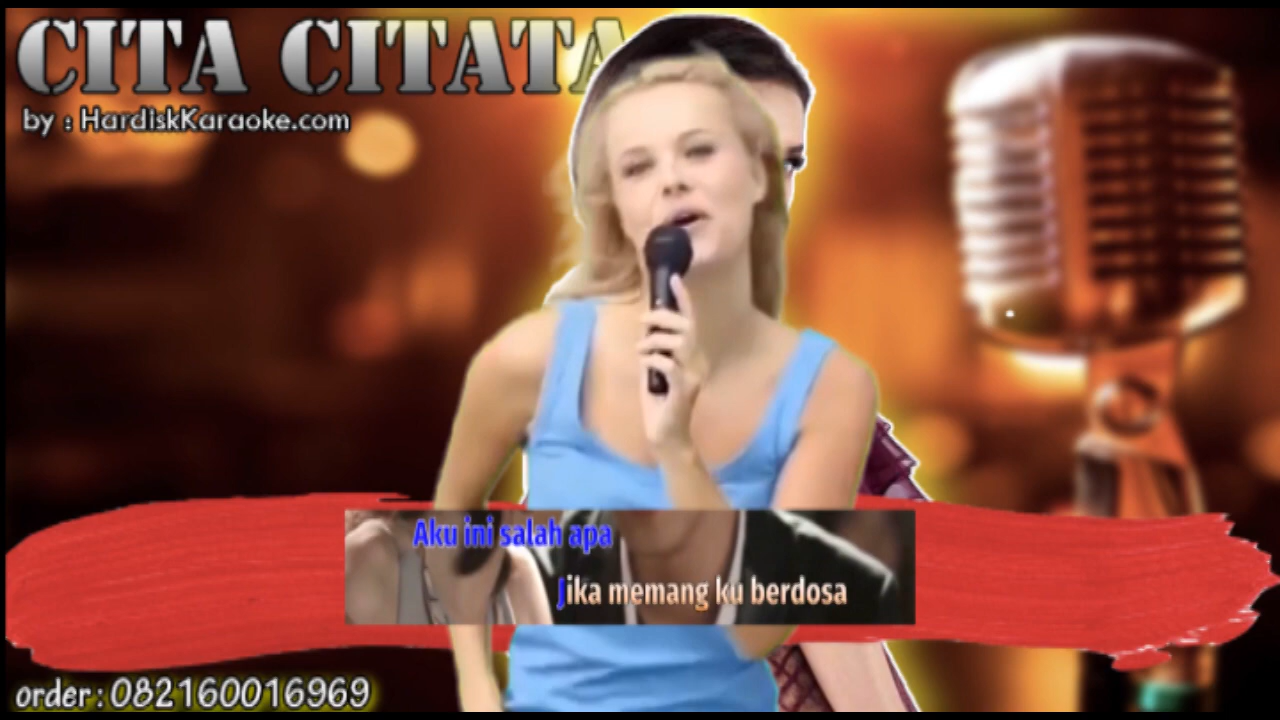 CITA CITATA
by : HardiskKaraoke.com
Aku ini salah apa
Jika memang ku berdosa
order : 082160016969